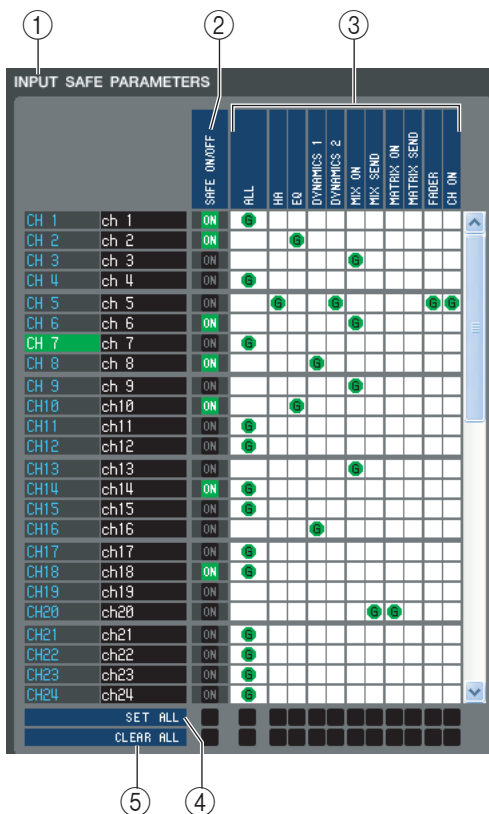 1 2 3
INPUT SAFE PARAMETERS
SAFE ON/OFF ALL HA EQ DYNAMICS 1 DYNAMICS 2 MIX ON MIX SEND MATRIX ON MATRIX SEND FADER CH ON
CH 1 ch 1 ON G
CH 2 ch 2 ON G
CH 3 ch 3 ON G
CH 4 ch 4 ON G
CH 5 ch 5 ON G G G G
CH 6 ch 6 ON G
CH 7 ch 7 ON G
CH 8 ch 8 ON G
CH 9 ch 9 ON G
CH10 ch10 ON G
CH11 ch11 ON G
CH12 ch12 ON G
CH13 ch13 ON G
CH14 ch14 ON G
CH15 ch15 ON G
CH16 ch16 ON G
CH17 ch17 ON G
CH18 ch18 ON G
CH19 ch19 ON
CH20 ch20 ON G G
CH21 ch21 ON G
CH22 ch22 ON G
CH23 ch23 ON G
CH24 ch24 ON G
SET ALL
CLEAR ALL
5 4